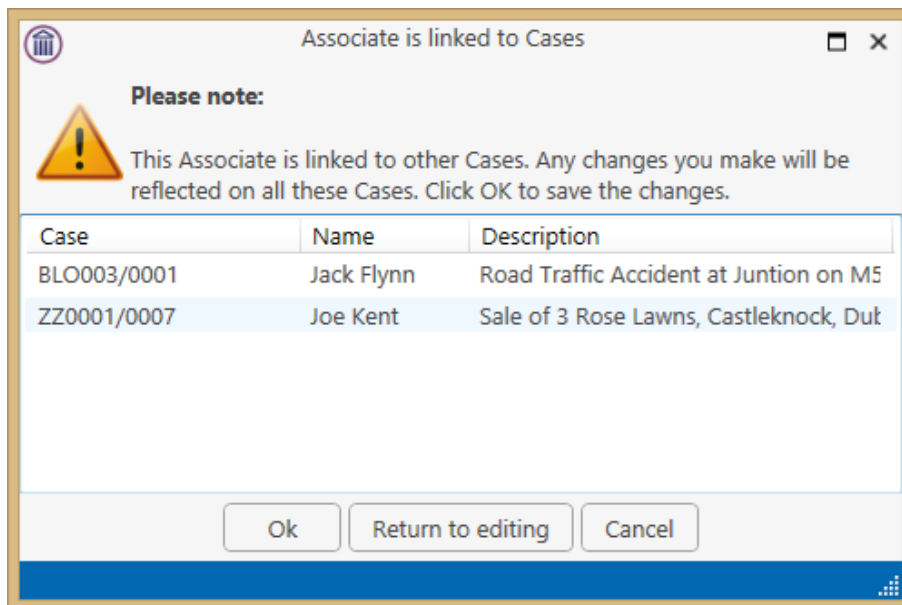 Associate is linked to Cases
Please note:
This Associate is linked to other Cases. Any changes you make will be
reflected on all these Cases. Click OK to save the changes.
Case Name Description
BLO003/0001 Jack Flynn Road Traffic Accident at Juntion on M5
ZZ0001/0007 Joe Kent Sale of 3 Rose Lawns, Castleknock, Dub
Ok Return to editing Cancel